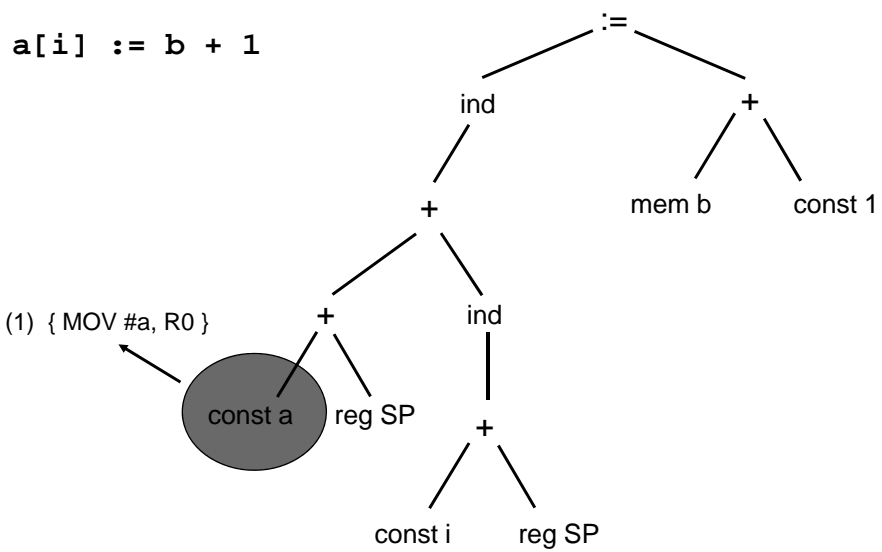 :=
a[i] := b + 1
ind
+
mem b
const 1
+
+
ind
(1) { MOV #a, R0 }
const a
reg SP
+
const i
reg SP